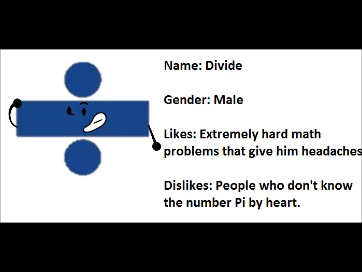 Name: Divide
Gender: Male
Likes: Extremely hard math
problems that give him headaches
Dislikes: People who don't know
the number Pi by heart.